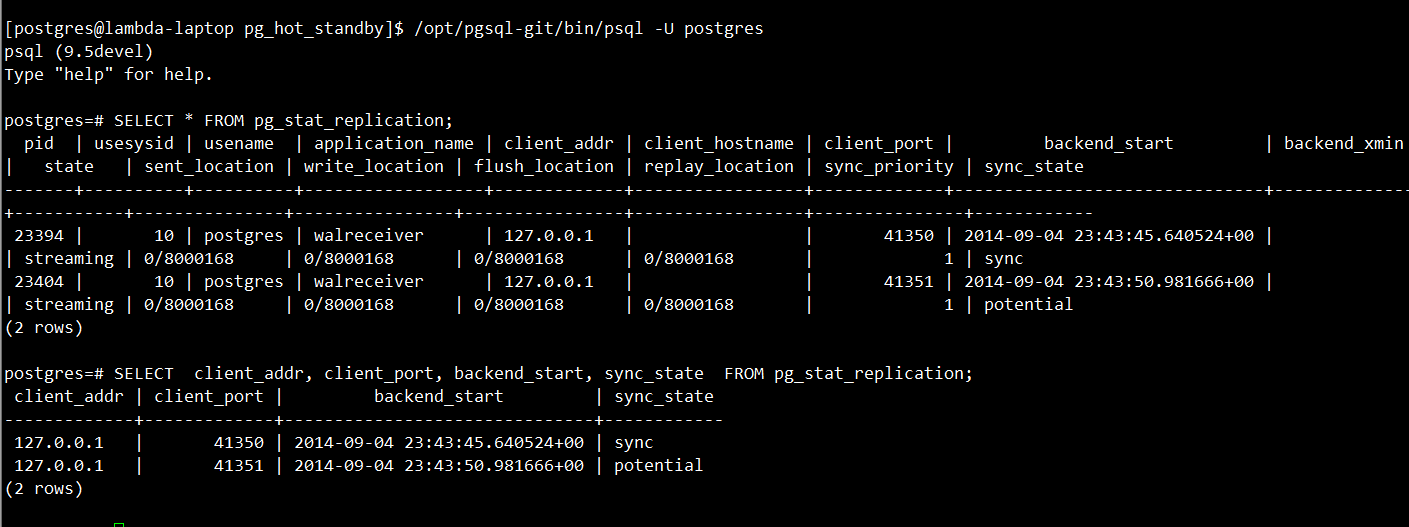 [postgres@lambda-laptop pg_hot_standby]$ /opt/pgsql-git/bin/psql -U postgres
psql (9.5devel)
Type "help" for help.

postgres=# SELECT * FROM pg_stat_replication;
  pid  | usesysid | usename  | application_name | client_addr | client_hostname | client_port |         backend_start         | backend_xmin
|   state   | sent_location | write_location | flush_location | replay_location | sync_priority | sync_state
-------+----------+----------+------------------+-------------+-----------------+-------------+-------------------------------+--------------
+-----------+---------------+----------------+----------------+-----------------+---------------+------------
 23394 |       10 | postgres | walreceiver      | 127.0.0.1   |                 |       41350 | 2014-09-04 23:43:45.640524+00 |
| streaming | 0/8000168     | 0/8000168      | 0/8000168      | 0/8000168       |             1 | sync
 23404 |       10 | postgres | walreceiver      | 127.0.0.1   |                 |       41351 | 2014-09-04 23:43:50.981666+00 |
| streaming | 0/8000168     | 0/8000168      | 0/8000168      | 0/8000168       |             1 | potential
(2 rows)

postgres=# SELECT  client_addr, client_port, backend_start, sync_state  FROM pg_stat_replication;
 client_addr | client_port |         backend_start         | sync_state
-------------+-------------+-------------------------------+------------
 127.0.0.1   |       41350 | 2014-09-04 23:43:45.640524+00 | sync
 127.0.0.1   |       41351 | 2014-09-04 23:43:50.981666+00 | potential
(2 rows)